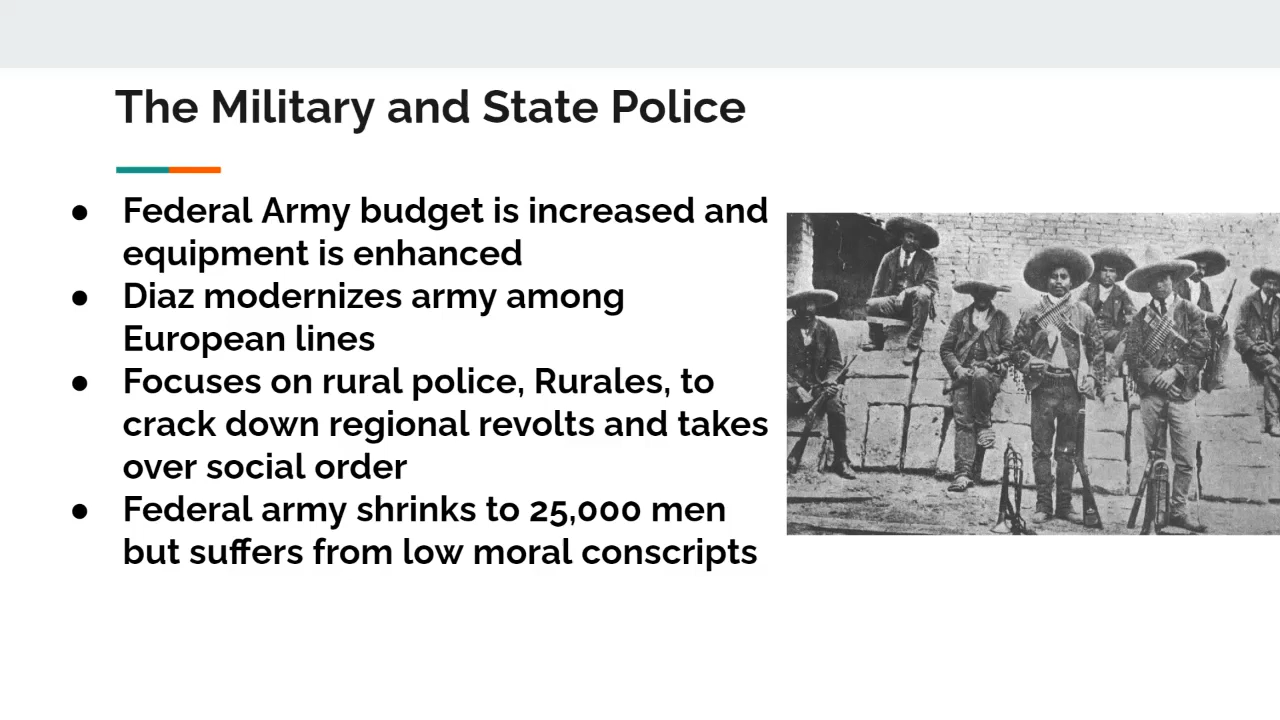 The Military and State Police
● Federal Army budget is increased and
equipment is enhanced
● Diaz modernizes army among
European lines
● Focuses on rural police, Rurales, to
crack down regional revolts and takes
over social order
● Federal army shrinks to 25,000 men
but suffers from low moral conscripts